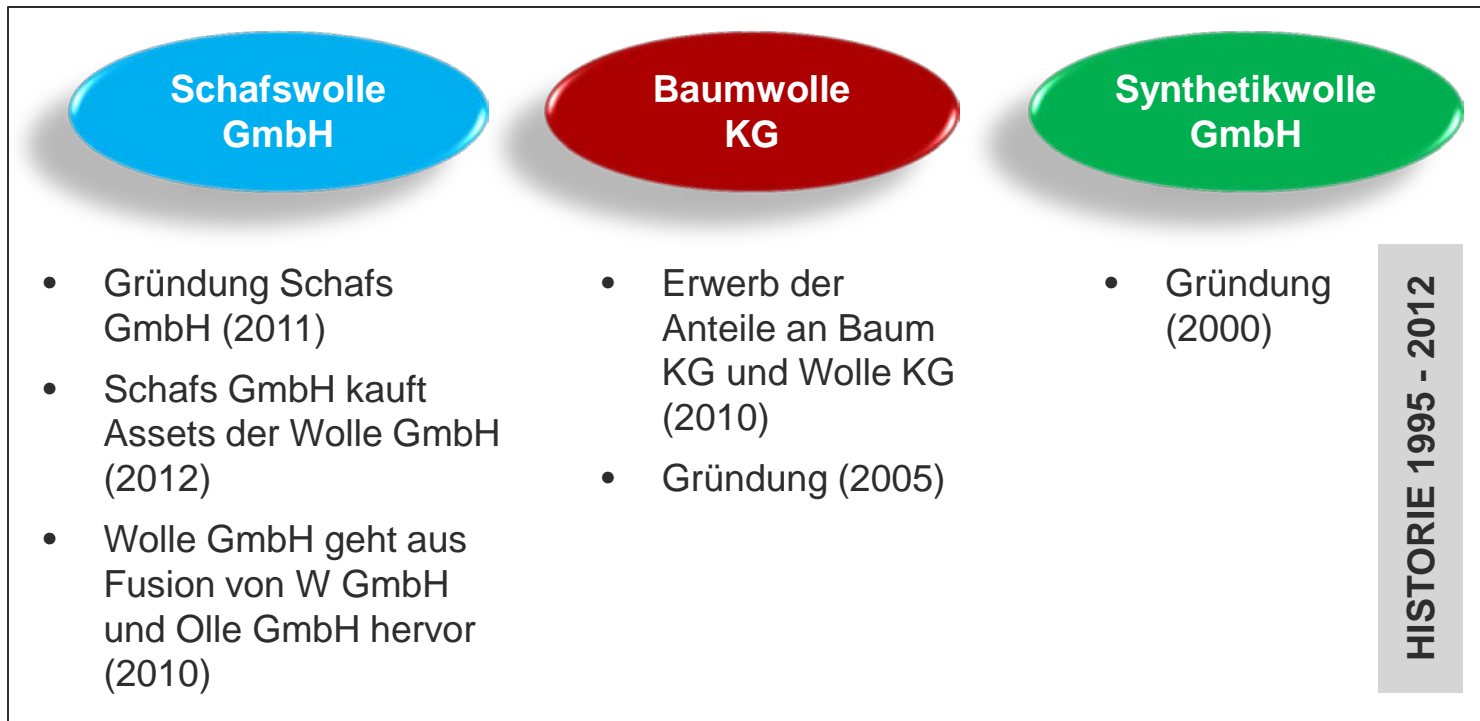 Schafswolle
GmbH
Baumwolle
KG
Synthetikwolle
GmbH
• Gründung Schafs
GmbH (2011)
• Schafs GmbH kauft
Assets der Wolle GmbH
(2012)
• Wolle GmbH geht aus
Fusion von W GmbH
und Olle GmbH hervor
(2010)
• Erwerb der
Anteile an Baum
KG und Wolle KG
(2010)
• Gründung (2005)
• Gründung
(2000)
HISTORIE 1995 - 2012